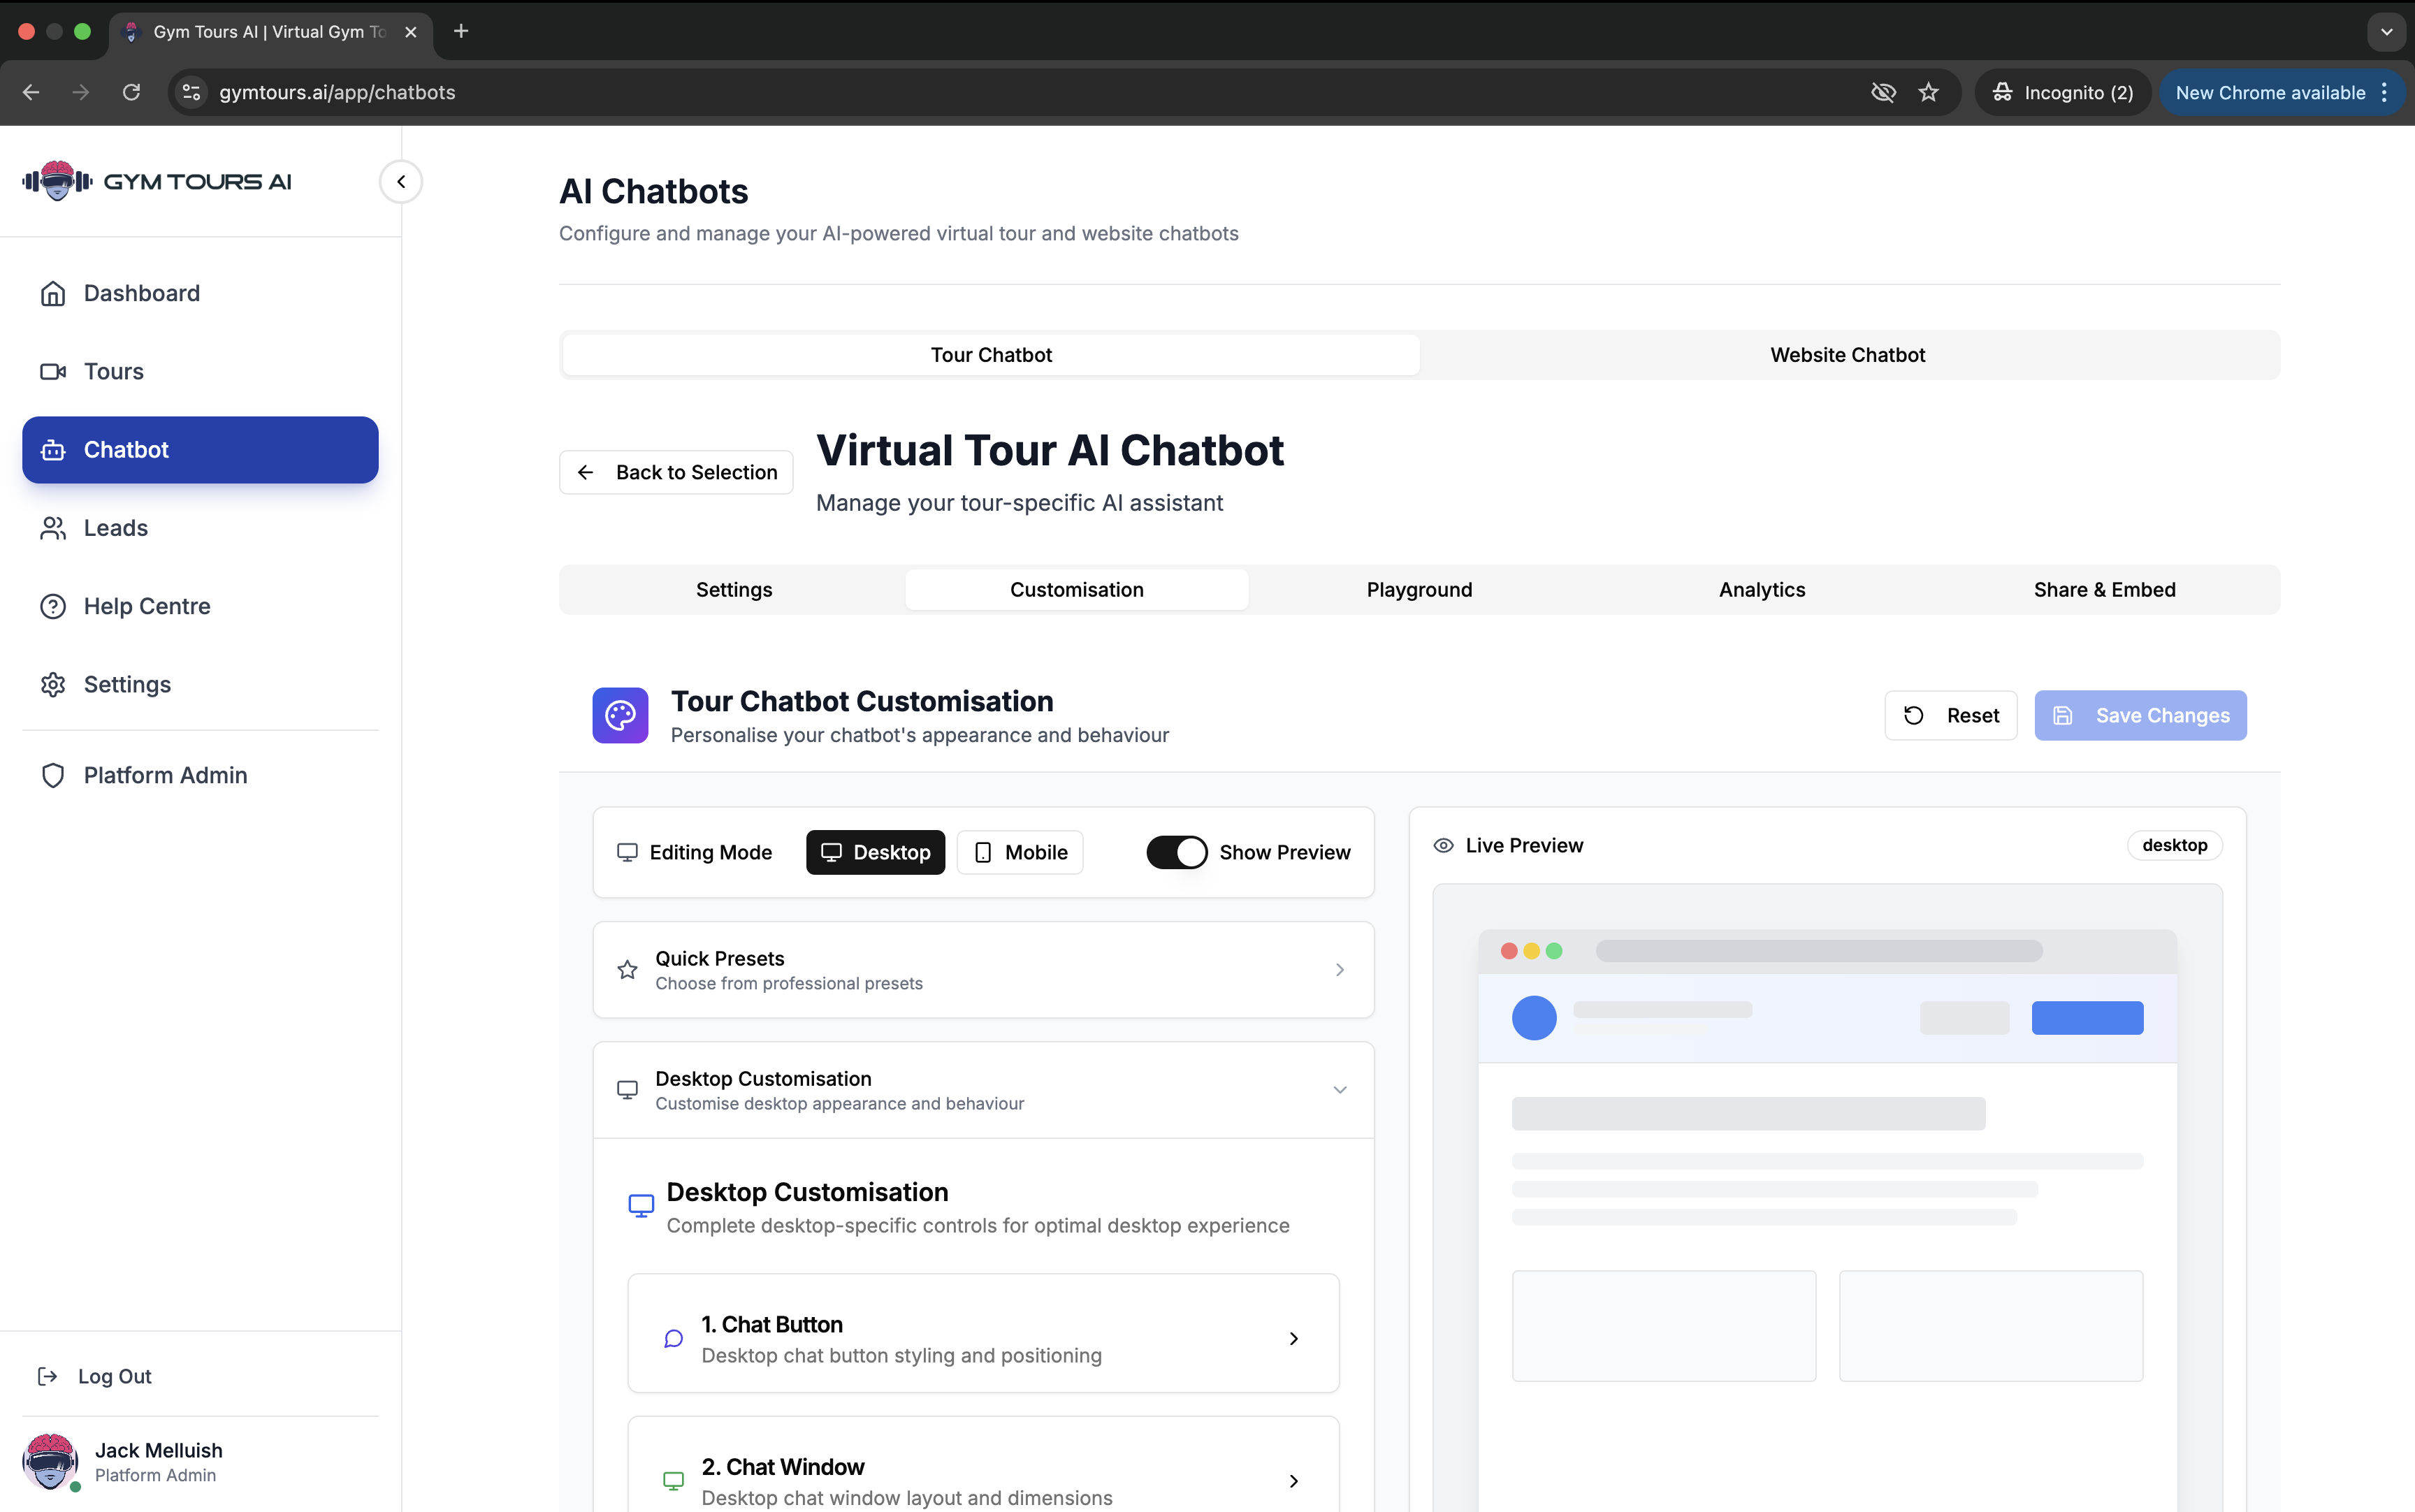 Gym Tours AI | Virtual Gym To
gymtours.ai/app/chatbots
Incognito (2)
New Chrome available
GYM TOURS AI
Dashboard
Tours
Chatbot
Leads
Help Centre
Settings
Platform Admin
Log Out
Jack Melluish
Platform Admin
AI Chatbots
Configure and manage your AI-powered virtual tour and website chatbots
Tour Chatbot
Website Chatbot
Back to Selection
Virtual Tour AI Chatbot
Manage your tour-specific AI assistant
Settings
Customisation
Playground
Analytics
Share & Embed
Tour Chatbot Customisation
Personalise your chatbot's appearance and behaviour
Reset
Save Changes
Editing Mode
Desktop
Mobile
Show Preview
Quick Presets
Choose from professional presets
Desktop Customisation
Customise desktop appearance and behaviour
Desktop Customisation
Complete desktop-specific controls for optimal desktop experience
1. Chat Button
Desktop chat button styling and positioning
2. Chat Window
Desktop chat window layout and dimensions
Live Preview
desktop